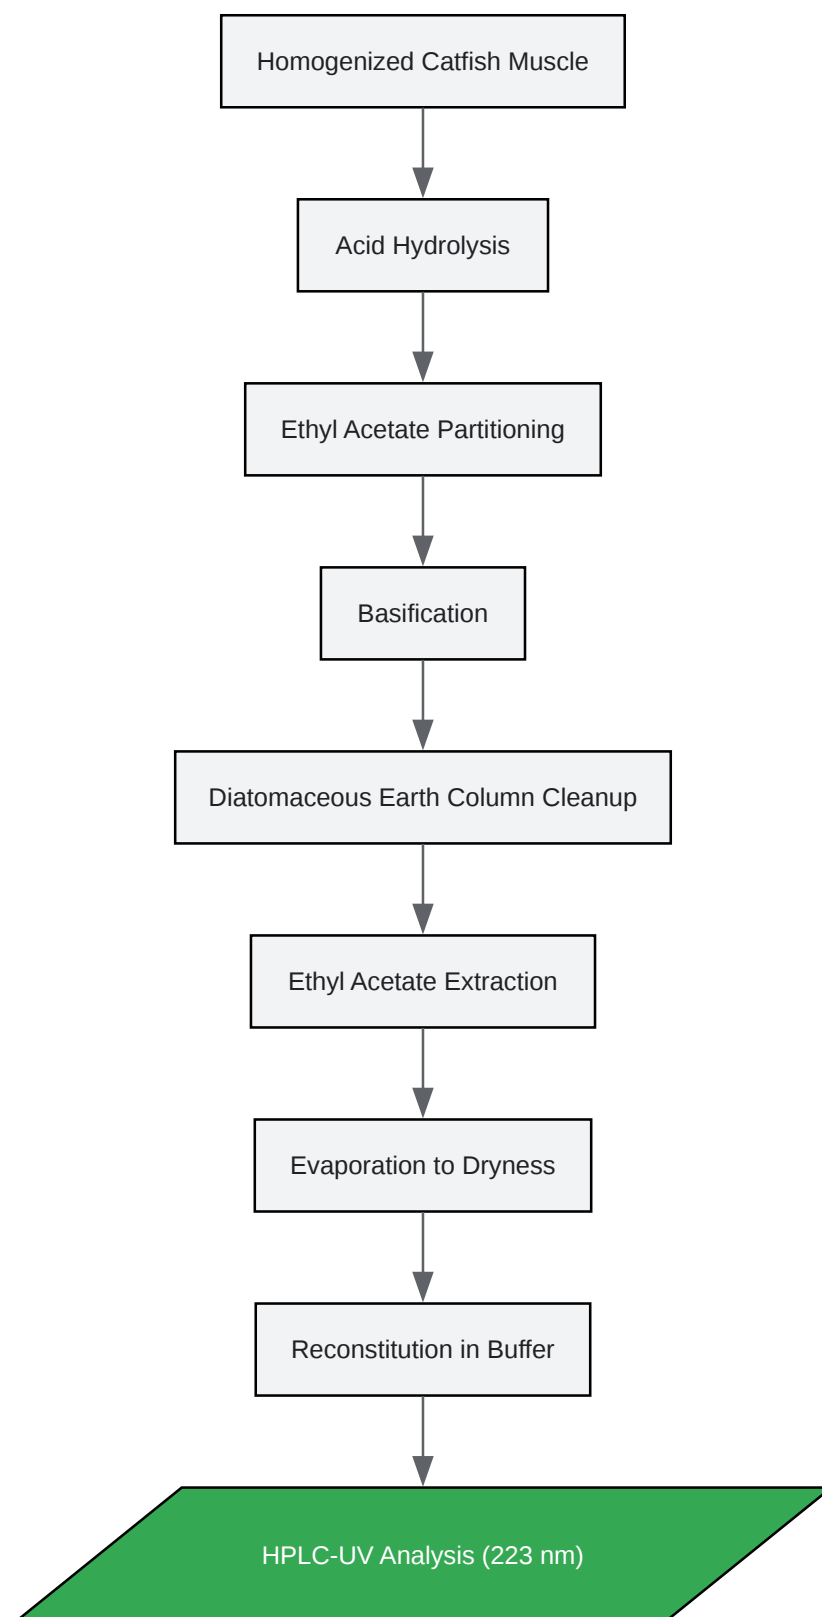 Homogenized Catfish Muscle
Acid Hydrolysis
Ethyl Acetate Partitioning
Basification
Diatomaceous Earth Column Cleanup
Ethyl Acetate Extraction
Evaporation to Dryness
Reconstitution in Buffer
HPLC-UV Analysis (223 nm)